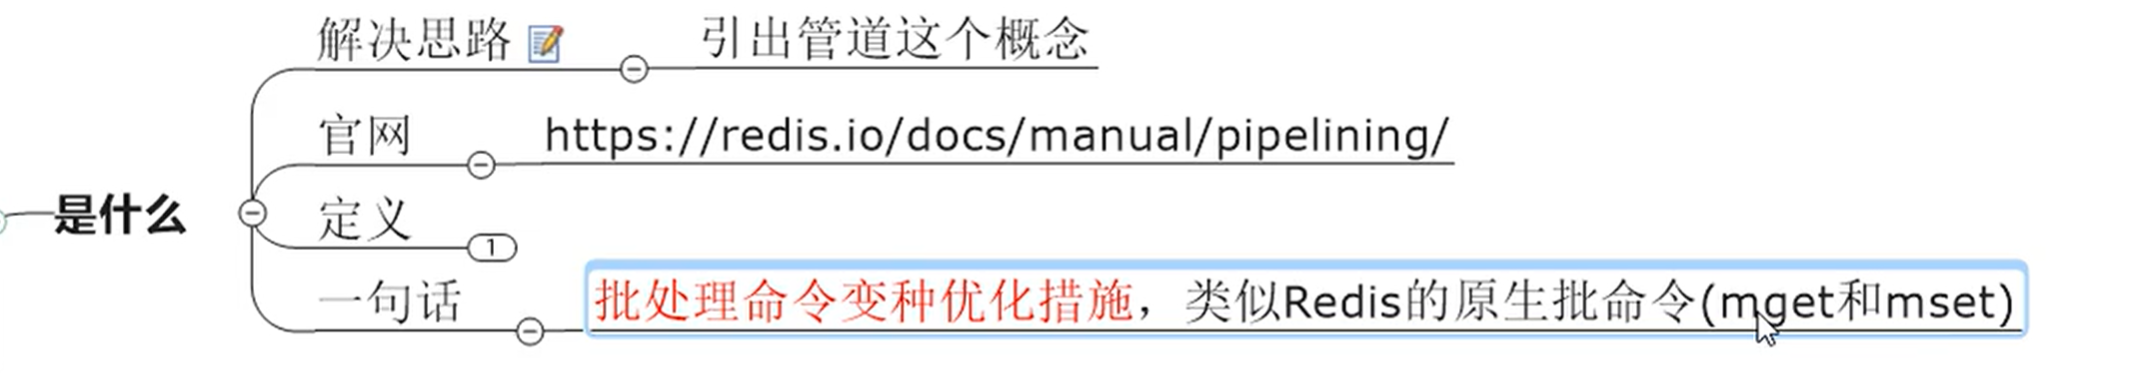 解决思路 引出管道这个概念
官网 https://redis.io/docs/manual/pipelining/
是什么
定义 1
一句话 批处理命令变种优化措施，类似Redis的原生批命令(mget和mset)